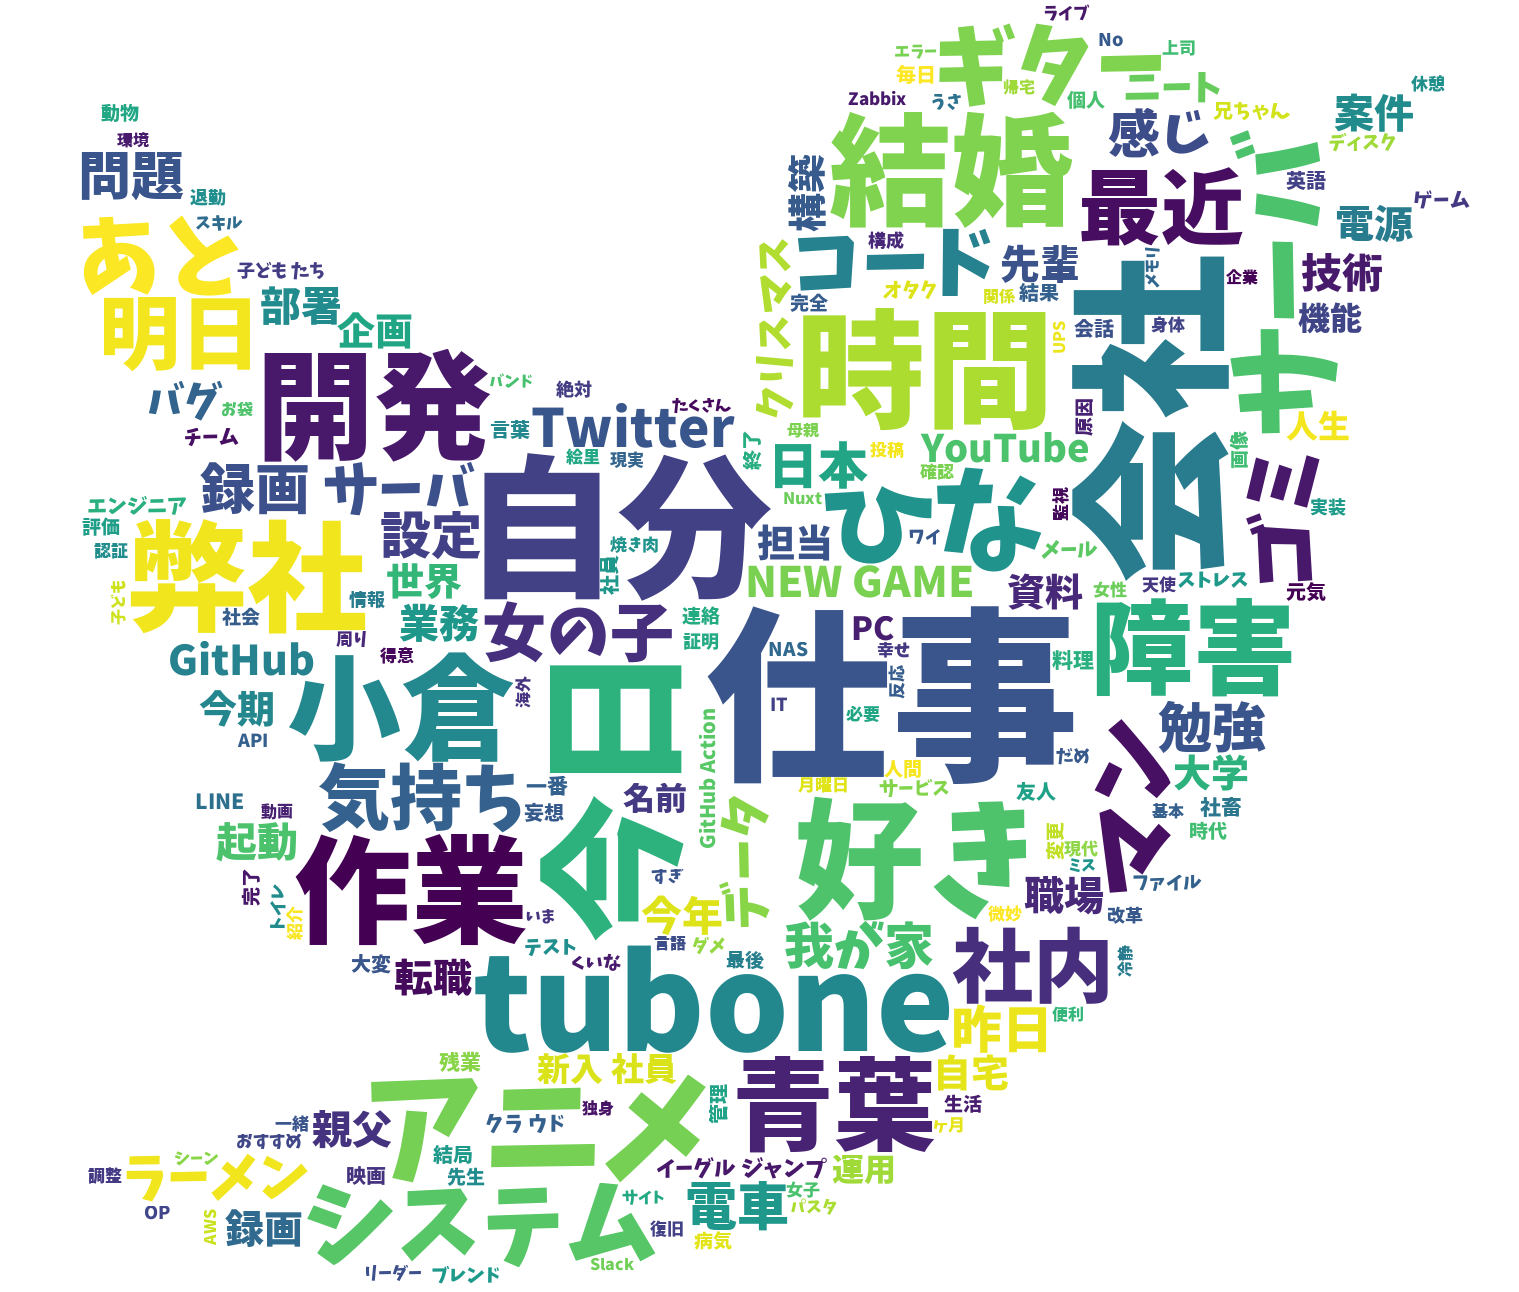 ライブ
ギター
No
エラー
上司
毎日
帰宅
ニート
休憩
Zabbix
うさ
個人
兄ちゃん
案件
動物
結婚
感じ
ディスク
環境
問題
構築
最近
英語
退勤
ゲーム
スキル
あと
構成
コード
先輩
メモリ
電源
子ども たち
クリスマス
企業
技術
部署
オタク
関係
結果
明日
完全
時間
会社
機能
企画
会話
身体
UPS
サーバー
開発
バンド
絶対
バグ
お袋
たくさん
原因
人生
チーム
言葉
Twitter
母親
YouTube
絵里
現実
終了
日本
投稿
確認
画像
録画 サーバ
自分
ひな
ゴミ
エンジニア
Nuxt
監視
実装
評価
設定
担当
ワイ
認証
弊社
焼き肉
メール
世界
社員
NEW GAME
資料
女性
天使
ストレス
子ども
情報
元気
社会
業務
女の子
連絡
PC
障害
周り
証明
NAS
幸せ
GitHub
得意
料理
小倉
海外
仕事
反応
今期
日
IT
必要
勉強
API
GitHub Action
だめ
気持ち
人間
マン
大学
一番
名前
月曜日
サービス
友人
LINE
動画
妄想
データ
基本
社畜
起動
好き
変更
時代
作業
介
現代
ミス
完了
すぎ
職場
ファイル
トイレ
紹介
いま
今年
微妙
改革
テスト
言語
ダメ
我が家
社内
大変
転職
くいな
最後
冷静
tubone
昨日
便利
残業
新入 社員
青葉
自宅
アニメ
管理
生活
一緒
親父
クラ ウド
独身
ケ月
おすすめ
シーン
結局
調整
ラーメン
映画
先生
イーグル ジャンプ
運用
システム
サイト
電車
女子
OP
AWS
録画
復旧
パスタ
病気
Slack
リーダー
ブレンド